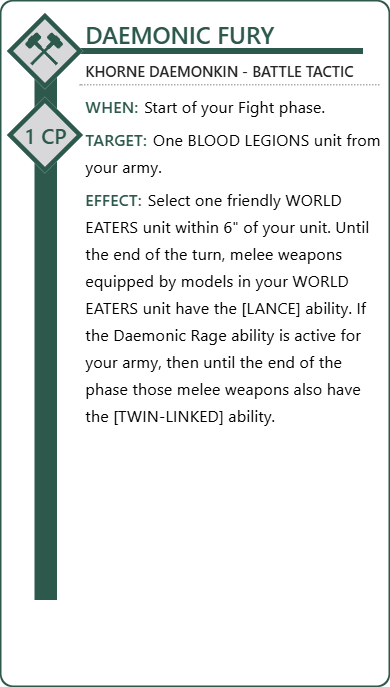 DAEMONIC FURY
KHORNE DAEMONKIN - BATTLE TACTIC
WHEN: Start of your Fight phase.
1 CP
TARGET: One BLOOD LEGIONS unit from
your army.
EFFECT: Select one friendly WORLD
EATERS unit within 6" of your unit. Until
the end of the turn, melee weapons
equipped by models in your WORLD
EATERS unit have the [LANCE] ability. If
the Daemonic Rage ability is active for
your army, then until the end of the
phase those melee weapons also have
the [TWIN-LINKED] ability.